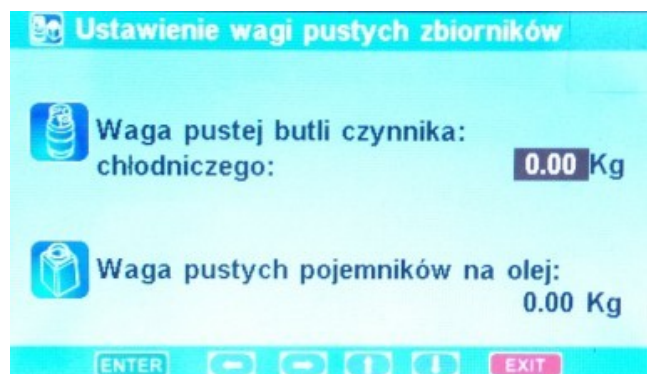 Ustawienie wagi pustych zbiorników
Waga pustej butli czynnika:
chłodniczego: 0.00 Kg
Waga pustych pojemników na olej:
0.00 Kg
ENTER EXIT